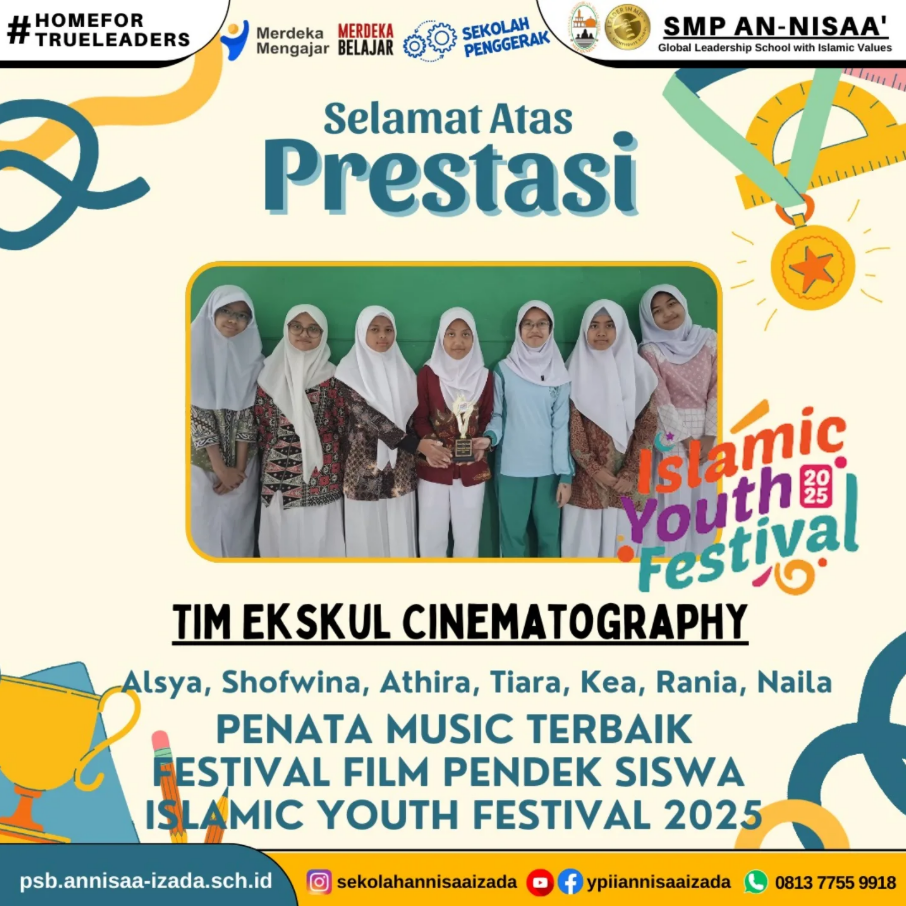 #HOMEFOR
TRUELEADERS
Merdeka
Mengajar
MERDEKA
BELAJAR
SEKOLAH
PENGGERAK
SMP AN-NISAA'
Global Leadership School with Islamic Values
Selamat Atas
Prestasi
Islamic
Youth 2025
Festival
TIM EKSKUL CINEMATOGRAPHY
Alsya, Shofwina, Athira, Tiara, Kea, Rania, Naila
PENATA MUSIC TERBAIK
FESTIVAL FILM PENDEK SISWA
ISLAMIC YOUTH FESTIVAL 2025
psb.annisaa-izada.sch.id sekolahannisaaizada ypiiannisaaizada 0813 7755 9918